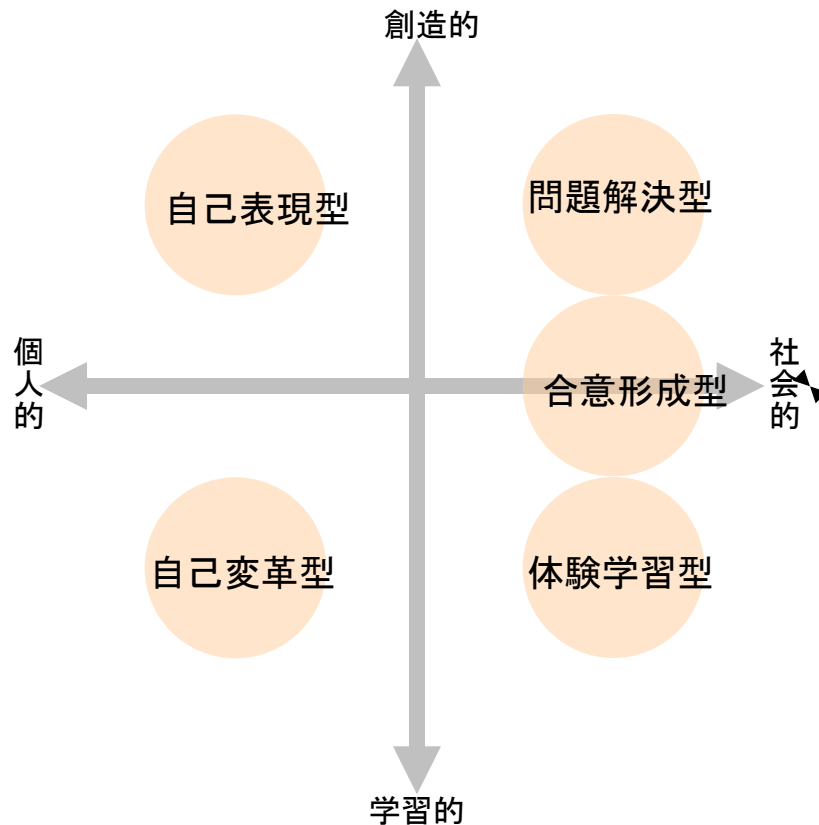 創造的
自己表現型
問題解決型
個人的
社会的
合意形成型
自己変革型
体験学習型
学習的